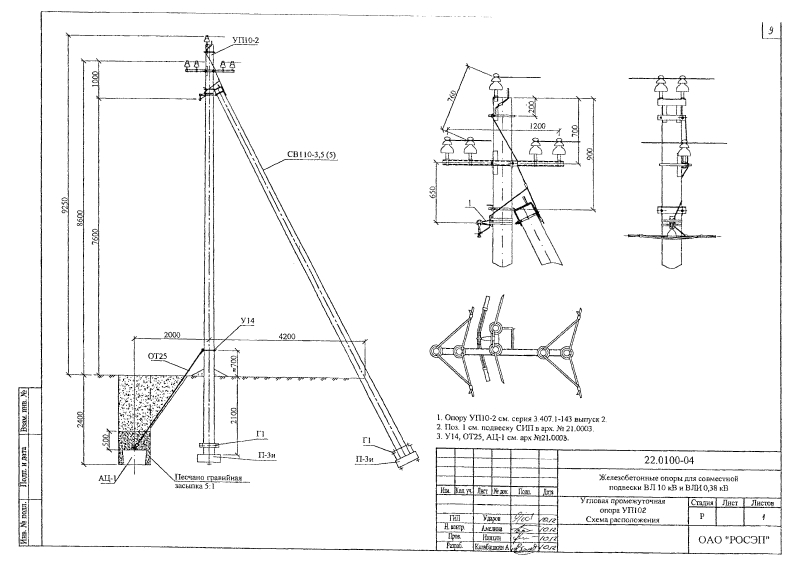 9
УП10-2
1000
СВ110-3,5 (5)
9250
8600
7600
У14
2000
4200
ОТ25
≈700
2400
2100
500
Г1
Г1
П-3и
П-3и
АЦ-1
Песчано гравийная
засыпка 5:1
760
200
1200
700
900
650
1
1. Опору УП10-2 см. серия 3.407.1-143 выпуск 2.
2. Поз. 1 см. подвеску СИП в арх. № 21.0003.
3. У14, ОТ25, АЦ-1 см. арх №21.0003.
Взам. инв. №
Подп. и дата
Инв. № подл.
22.0100-04
Железобетонные опоры для совместной
подвески ВЛ 10 кВ и ВЛИ 0,38 кВ
Изм. Кол. уч. Лист № док. Подп. Дата
Угловая промежуточная
опора УП102
Схема расположения
Стадия Лист Листов
Р 1
ГИП Ударов 10.12
Н. контр. Амелина 10.12
Пров. 10.12
Разраб. Калабашкин А. 10.12
ОАО "РОСЭП"